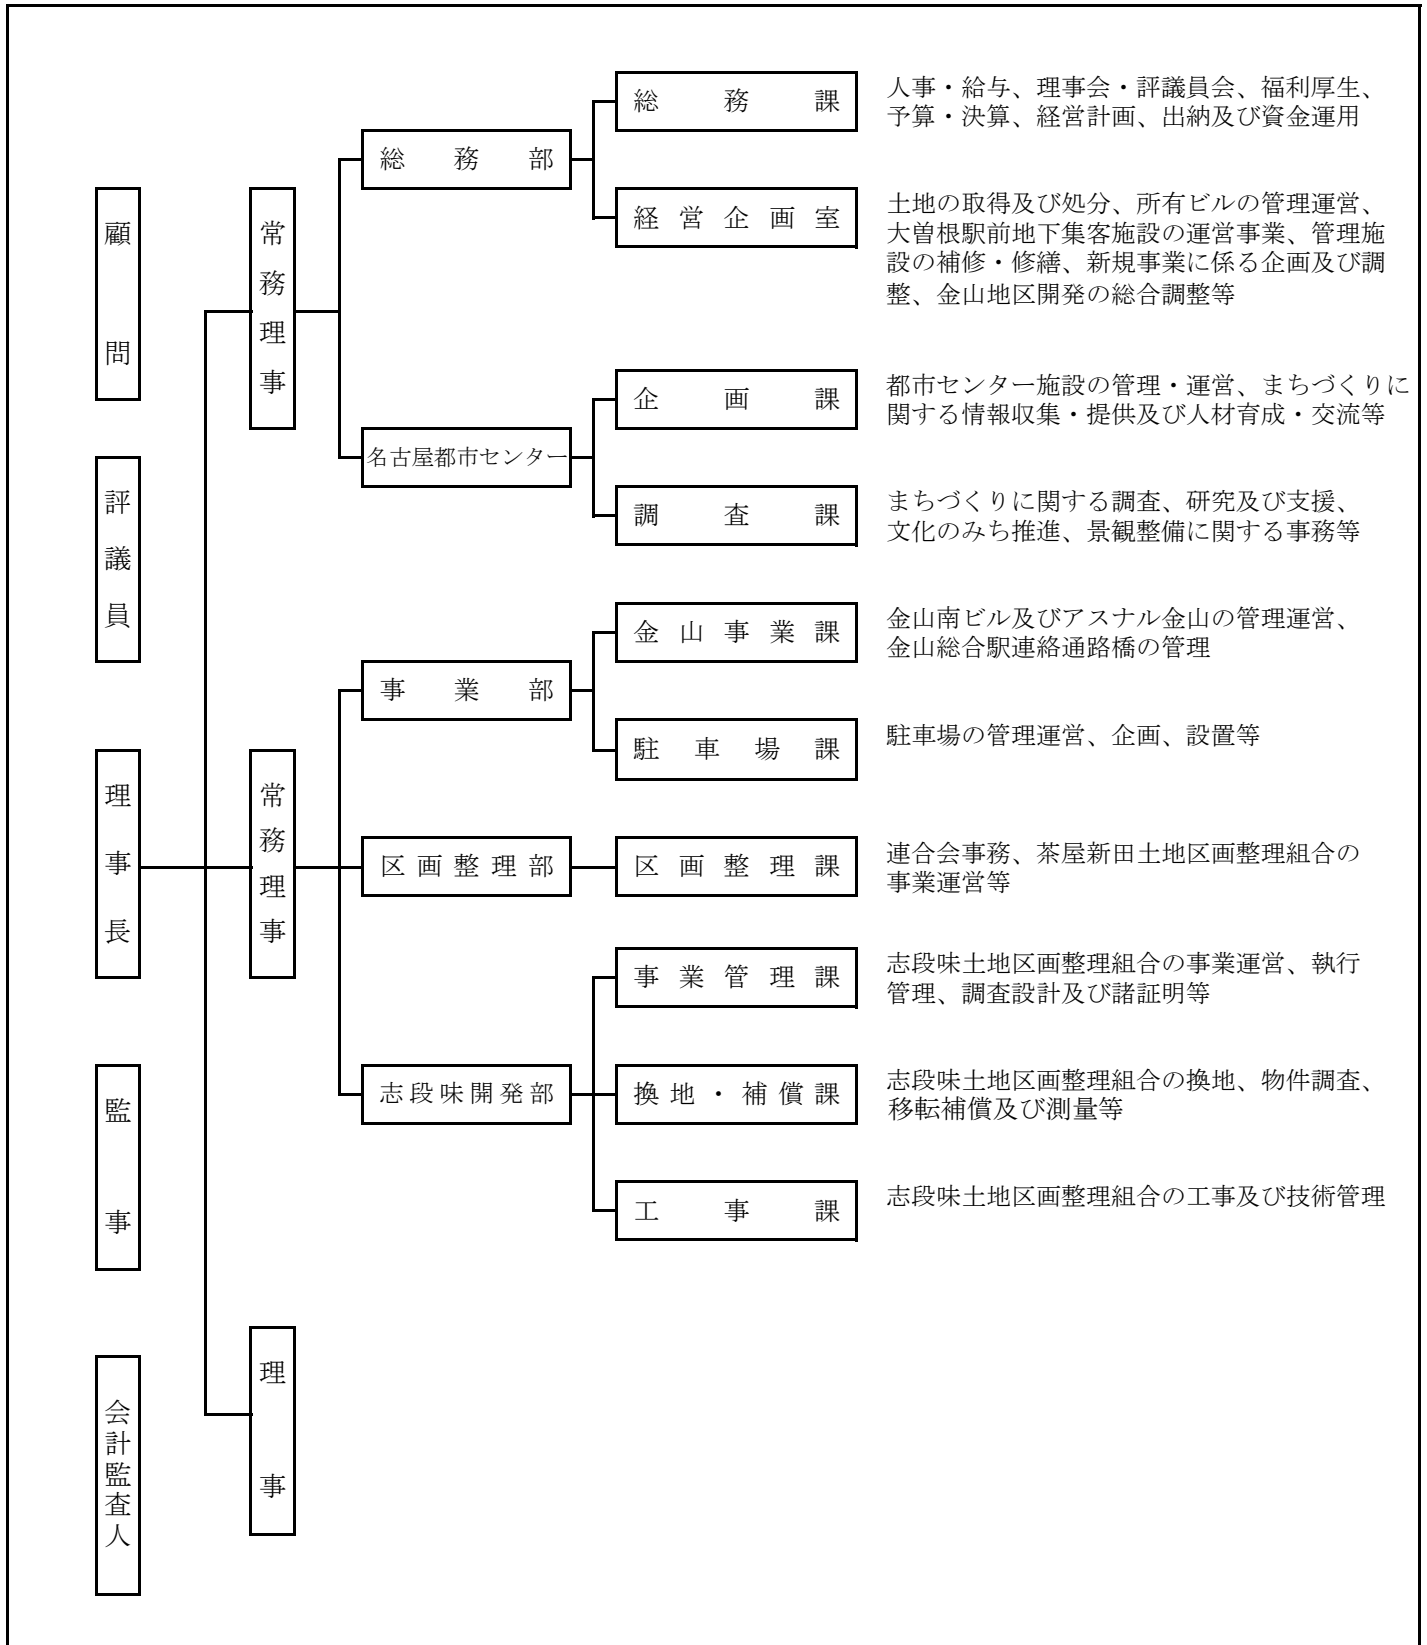 顧問
評議員
理事長
監事
会計監査人
常務理事
常務理事
理事
総務部
総務課
人事・給与、理事会・評議員会、福利厚生、
予算・決算、経営計画、出納及び資金運用
経営企画室
土地の取得及び処分、所有ビルの管理運営、
大曽根駅前地下集客施設の運営事業、管理施
設の補修・修繕、新規事業に係る企画及び調
整、金山地区開発の総合調整等
名古屋都市センター
企画課
都市センター施設の管理・運営、まちづくりに
関する情報収集・提供及び人材育成・交流等
調査課
まちづくりに関する調査、研究及び支援、
文化のみち推進、景観整備に関する事務等
事業部
金山事業課
金山南ビル及びアスナル金山の管理運営、
金山総合駅連絡通路橋の管理
駐車場課
駐車場の管理運営、企画、設置等
区画整理部
区画整理課
連合会事務、茶屋新田土地区画整理組合の
事業運営等
志段味開発部
事業管理課
志段味土地区画整理組合の事業運営、執行
管理、調査設計及び諸証明等
換地・補償課
志段味土地区画整理組合の換地、物件調査、
移転補償及び測量等
工事課
志段味土地区画整理組合の工事及び技術管理